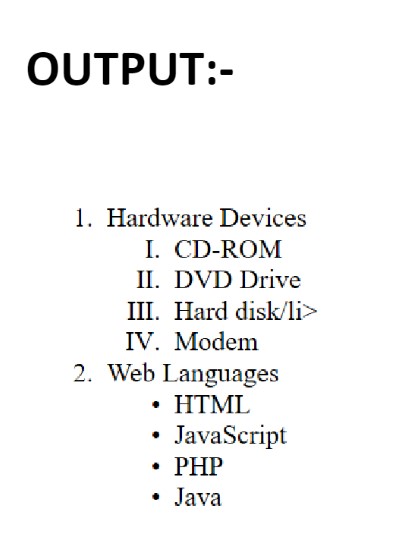 OUTPUT:-
1. Hardware Devices
I. CD-ROM
II. DVD Drive
III. Hard disk/li>
IV. Modem
2. Web Languages
• HTML
• JavaScript
• PHP
• Java